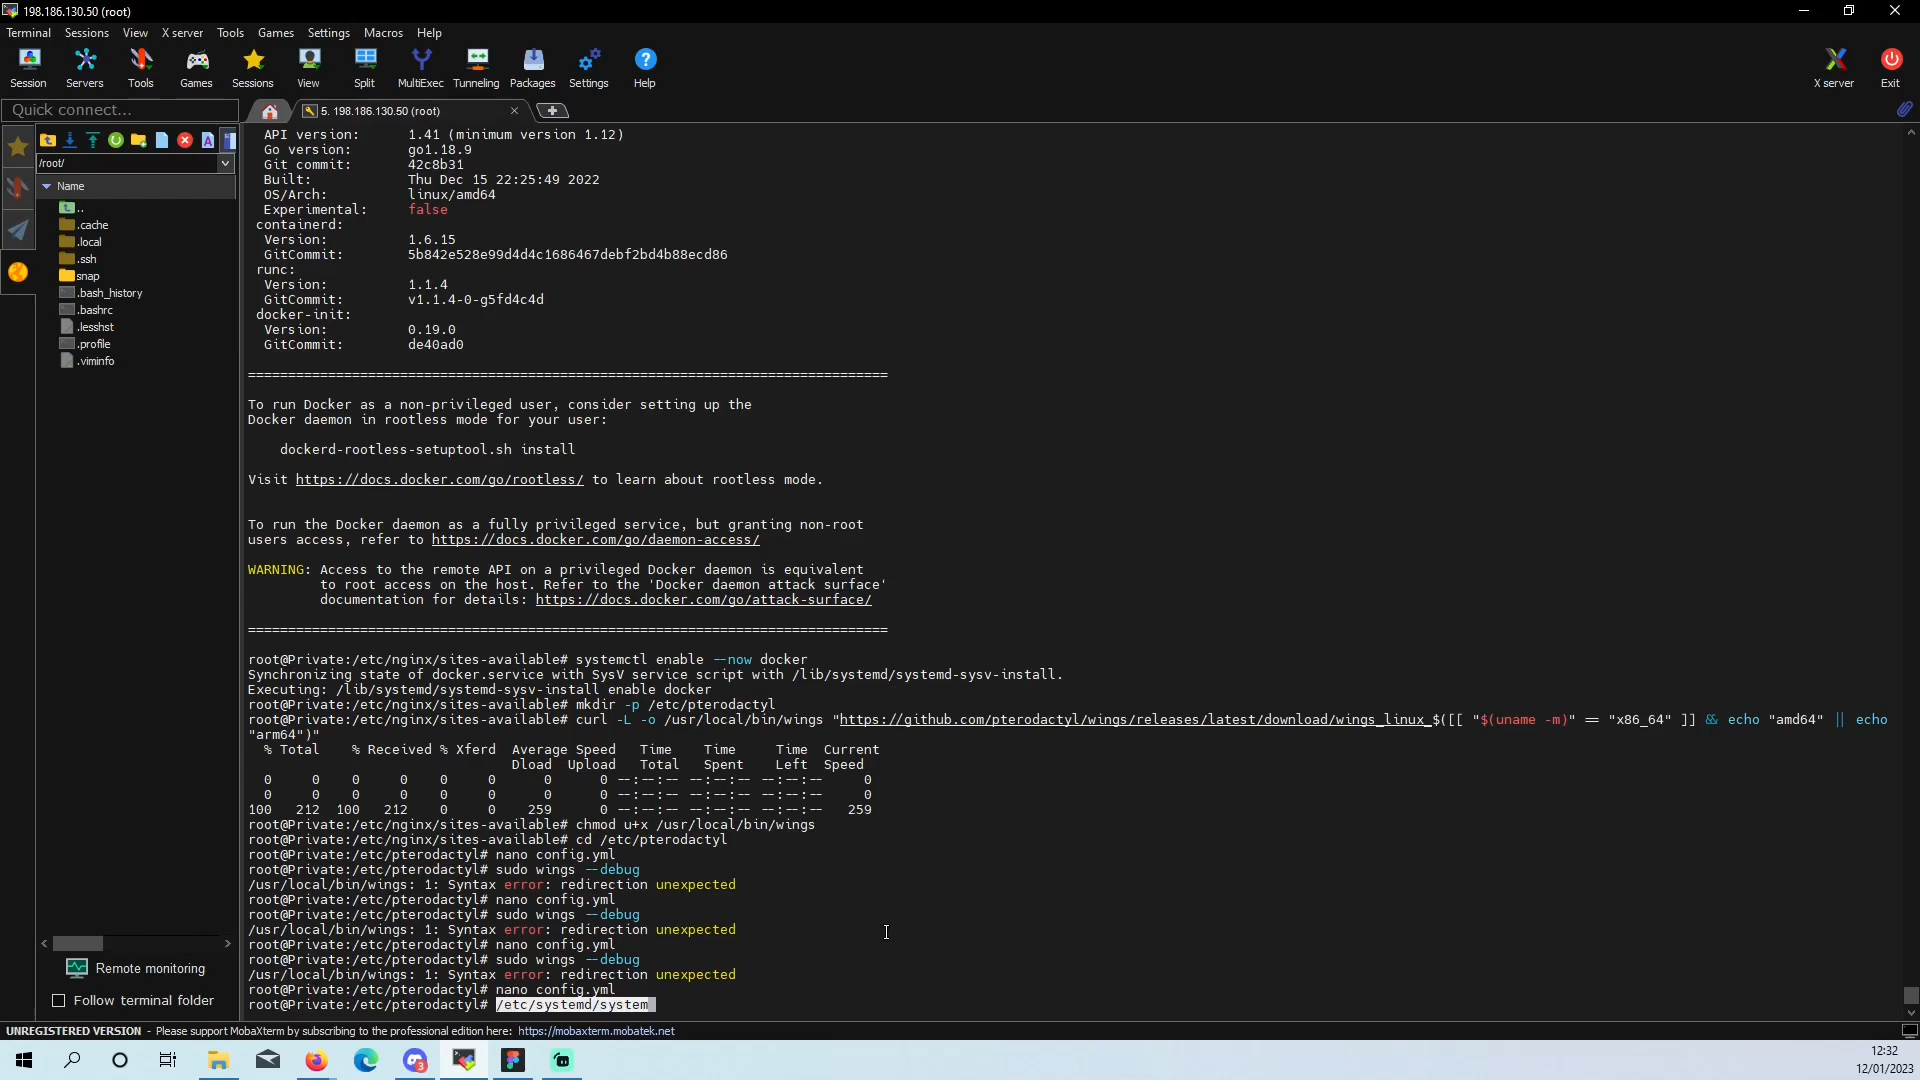 198.186.130.50 (root)
Terminal Sessions View X server Tools Games Settings Macros Help
Session Servers Tools Games Sessions View Split MultiExec Tunneling Packages Settings Help X server Exit
Quick connect...
5. 198.186.130.50 (root)
/root/
Name
..
.cache
.local
.ssh
snap
.bash_history
.bashrc
.lesshst
.profile
.viminfo
Remote monitoring
Follow terminal folder
API version: 1.41 (minimum version 1.12)
Go version: go1.18.9
Git commit: 42c8b31
Built: Thu Dec 15 22:25:49 2022
OS/Arch: linux/amd64
Experimental: false
containerd:
Version: 1.6.15
GitCommit: 5b842e528e99d4d4c1686467debf2bd4b88ecd86
runc:
Version: 1.1.4
GitCommit: v1.1.4-0-g5fd4c4d
docker-init:
Version: 0.19.0
GitCommit: de40ad0
================================================================================
To run Docker as a non-privileged user, consider setting up the
Docker daemon in rootless mode for your user:
dockerd-rootless-setuptool.sh install
Visit https://docs.docker.com/go/rootless/ to learn about rootless mode.
To run the Docker daemon as a fully privileged service, but granting non-root
users access, refer to https://docs.docker.com/go/daemon-access/
WARNING: Access to the remote API on a privileged Docker daemon is equivalent
to root access on the host. Refer to the 'Docker daemon attack surface'
documentation for details: https://docs.docker.com/go/attack-surface/
================================================================================
root@Private:/etc/nginx/sites-available# systemctl enable --now docker
Synchronizing state of docker.service with SysV service script with /lib/systemd/systemd-sysv-install.
Executing: /lib/systemd/systemd-sysv-install enable docker
root@Private:/etc/nginx/sites-available# mkdir -p /etc/pterodactyl
root@Private:/etc/nginx/sites-available# curl -L -o /usr/local/bin/wings "https://github.com/pterodactyl/wings/releases/latest/download/wings_linux_$([[ "$(uname -m)" == "x86_64" ]] && echo "amd64" || echo
"arm64")"
% Total % Received % Xferd Average Speed Time Time Time Current
Dload Upload Total Spent Left Speed
0 0 0 0 0 0 0 0 --:--:-- --:--:-- --:--:-- 0
0 0 0 0 0 0 0 0 --:--:-- --:--:-- --:--:-- 0
100 212 100 212 0 0 259 0 --:--:-- --:--:-- --:--:-- 259
root@Private:/etc/nginx/sites-available# chmod u+x /usr/local/bin/wings
root@Private:/etc/nginx/sites-available# cd /etc/pterodactyl
root@Private:/etc/pterodactyl# nano config.yml
root@Private:/etc/pterodactyl# sudo wings --debug
/usr/local/bin/wings: 1: Syntax error: redirection unexpected
root@Private:/etc/pterodactyl# nano config.yml
root@Private:/etc/pterodactyl# sudo wings --debug
/usr/local/bin/wings: 1: Syntax error: redirection unexpected
root@Private:/etc/pterodactyl# nano config.yml
root@Private:/etc/pterodactyl# sudo wings --debug
/usr/local/bin/wings: 1: Syntax error: redirection unexpected
root@Private:/etc/pterodactyl# nano config.yml
root@Private:/etc/pterodactyl# /etc/systemd/system
UNREGISTERED VERSION - Please support MobaXterm by subscribing to the professional edition here: https://mobaxterm.mobatek.net
12:32
12/01/2023